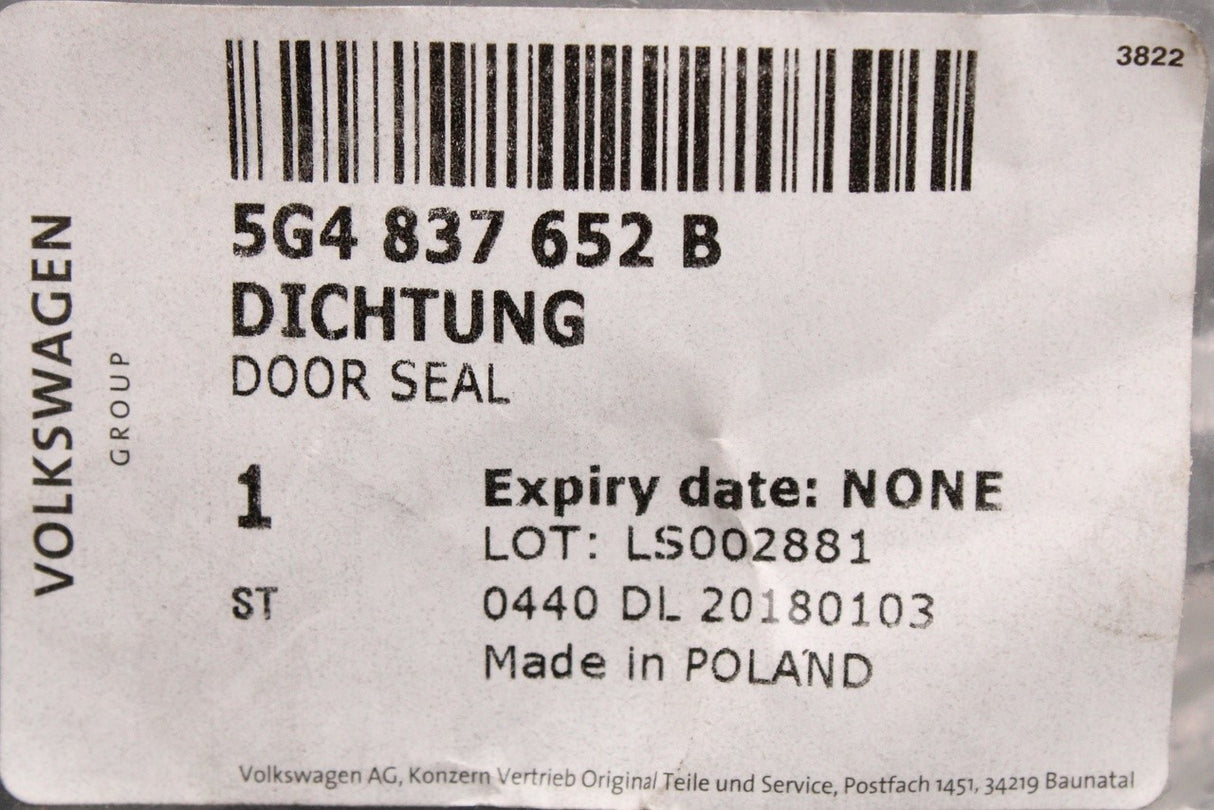 3822
5G4 837 652 B
DICHTUNG
DOOR SEAL
1
Expiry date: NONE
LOT: LS002881
ST
0440 DL 20180103
Made in POLAND
VOLKSWAGEN
GROUP
Volkswagen AG, Konzern Vertrieb Original Teile und Service, Postfach 1451, 34219 Baunatal